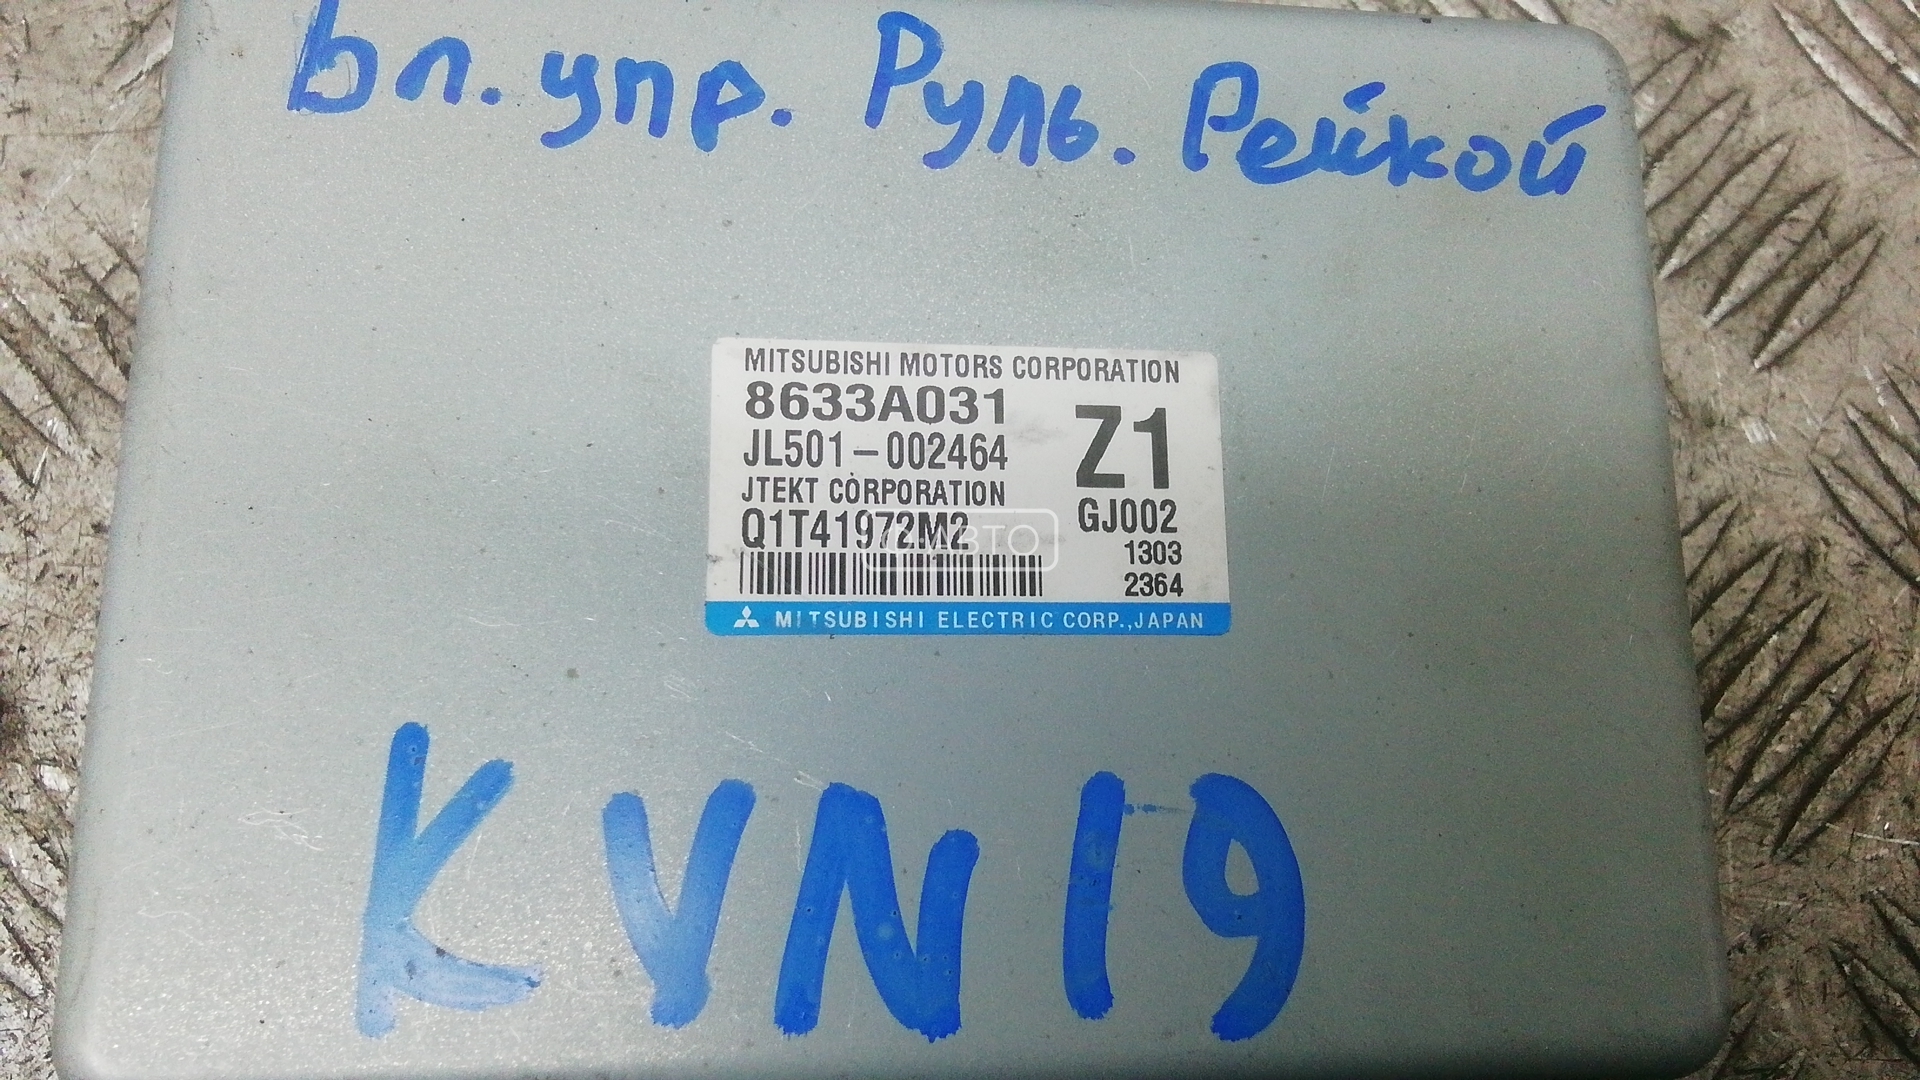 Бл. упр. Руль. Рейкой
MITSUBISHI MOTORS CORPORATION
8633A031
Z1
JL501-002464
JTEKT CORPORATION
GJ002
Q1T41972M2
1303
2364
MITSUBISHI ELECTRIC CORP., JAPAN
KVN19